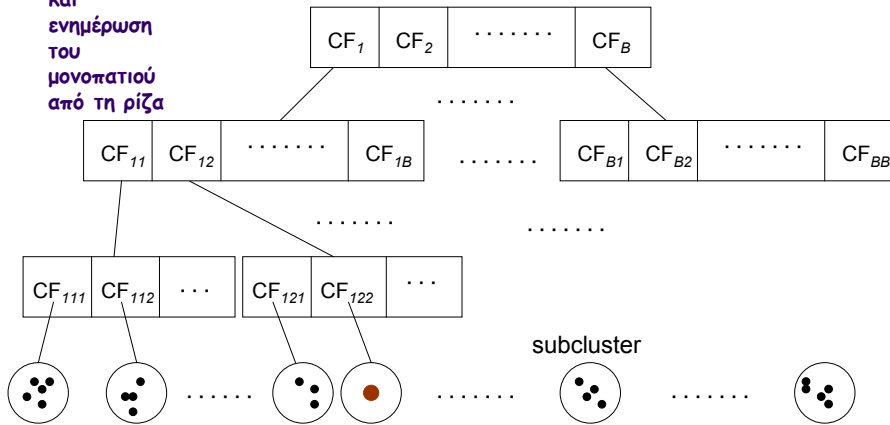 και
ενημέρωση
του
μονοπατιού
από τη ρίζα
CF1 CF2 ······· CFB
·······
CF11 CF12 ······· CF1B ······· CFB1 CFB2 ······· CFBB
······· ·······
CF111 CF112 ··· CF121 CF122 ···
subcluster
······ ······· ·······